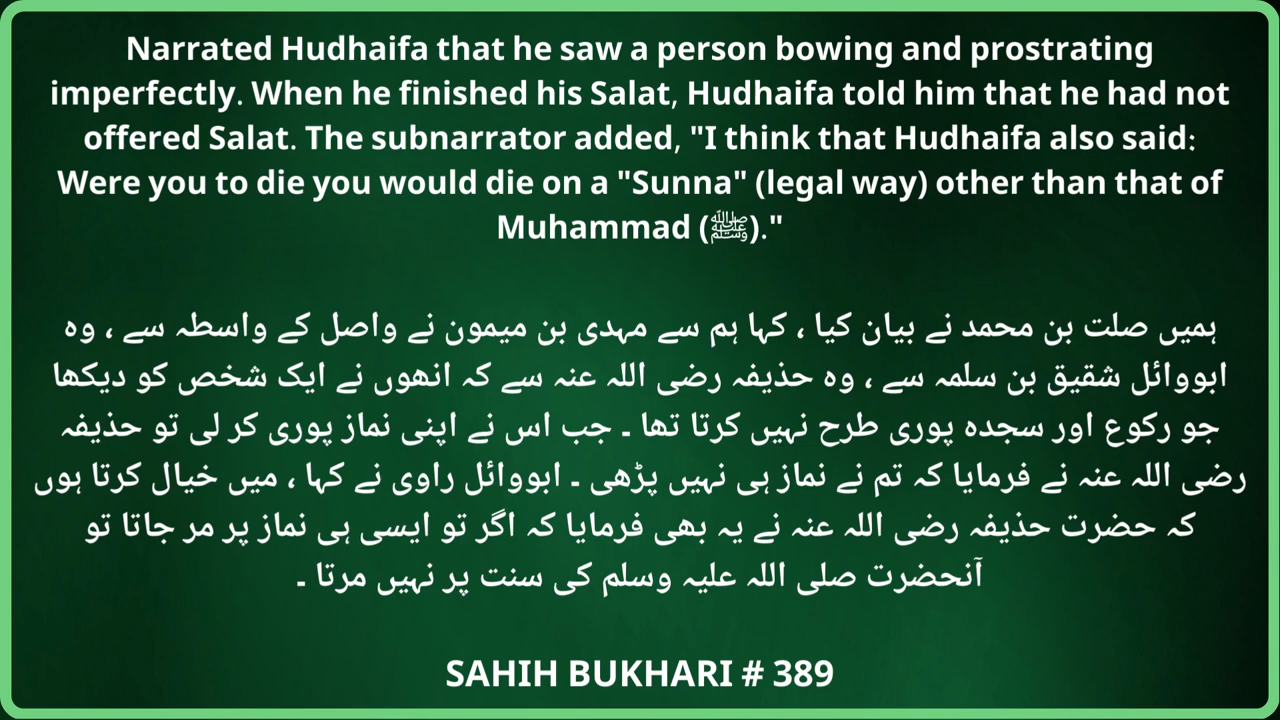 Narrated Hudhaifa that he saw a person bowing and prostrating
imperfectly. When he finished his Salat, Hudhaifa told him that he had not
offered Salat. The subnarrator added, "I think that Hudhaifa also said:
Were you to die you would die on a "Sunna" (legal way) other than that of
Muhammad (ﷺ)."
ہمیں صلت بن محمد نے بیان کیا ، کہا ہم سے مہدی بن میمون نے واصل کے واسطہ سے ، وہ
ابووائل شقیق بن سلمہ سے ، وہ حذیفہ رضی اللہ عنہ سے کہ انھوں نے ایک شخص کو دیکھا
جو رکوع اور سجدہ پوری طرح نہیں کرتا تھا ۔ جب اس نے اپنی نماز پوری کر لی تو حذیفہ
رضی اللہ عنہ نے فرمایا کہ تم نے نماز ہی نہیں پڑھی ۔ ابووائل راوی نے کہا ، میں خیال کرتا ہوں
کہ حضرت حذیفہ رضی اللہ عنہ نے یہ بھی فرمایا کہ اگر تو ایسی ہی نماز پر مر جاتا تو
آنحضرت صلی اللہ علیہ وسلم کی سنت پر نہیں مرتا ۔
SAHIH BUKHARI # 389